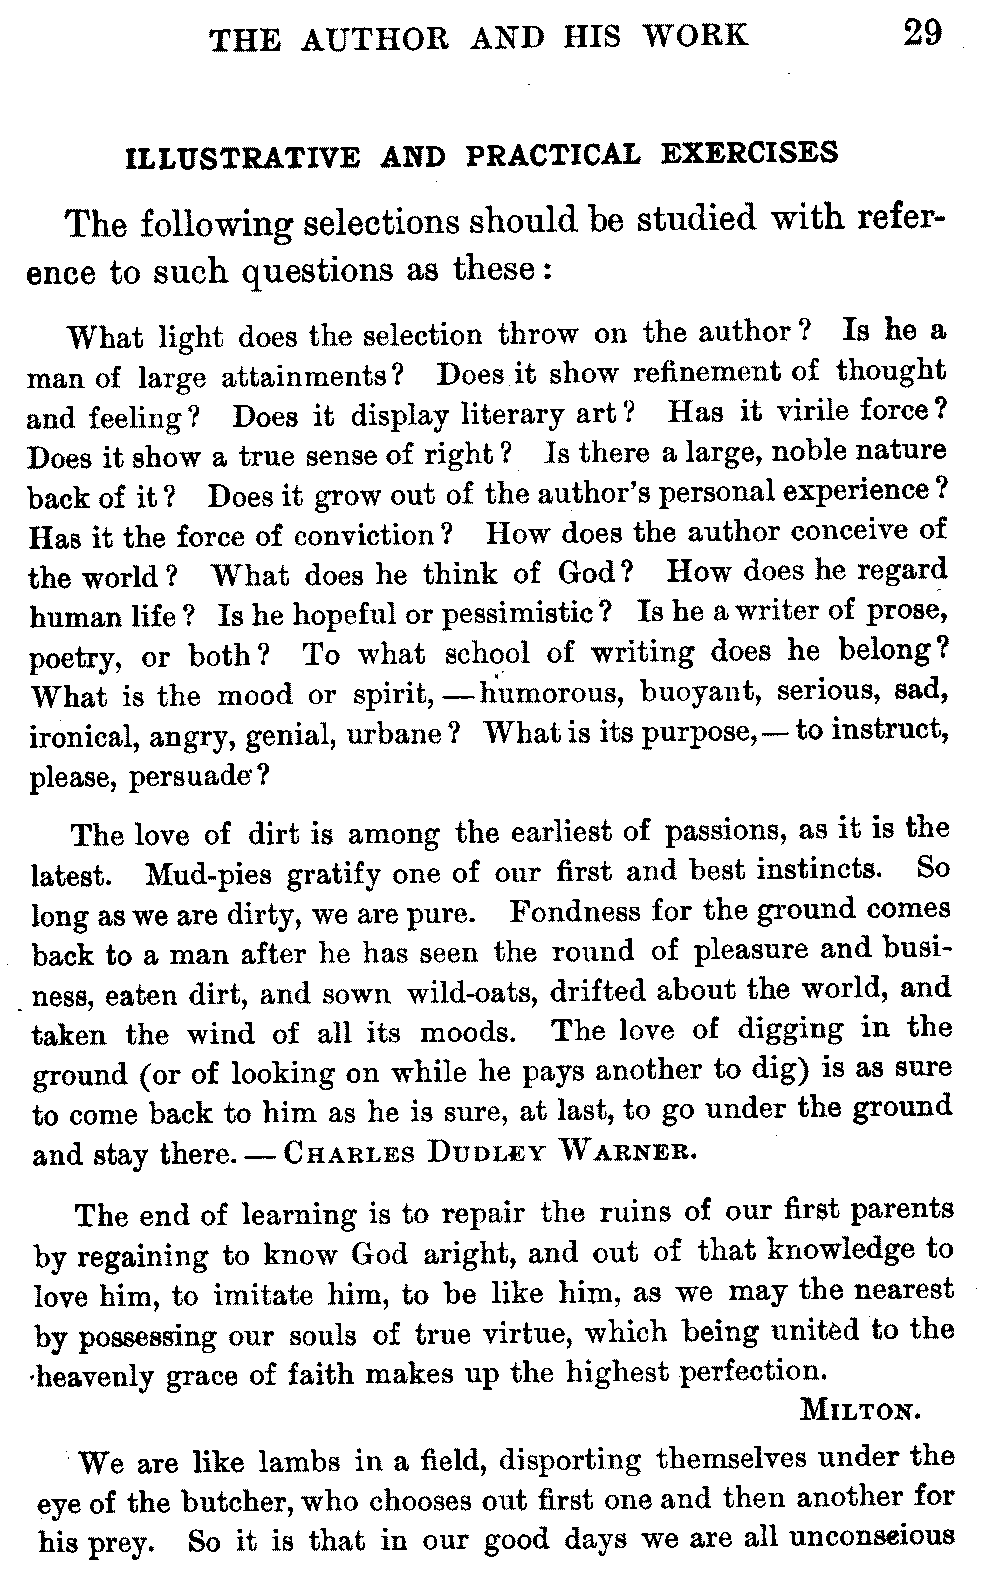 THE AUTHOR AND HIS WORK 29
ILLUSTRATIVE AND PRACTICAL EXERCISES
The following selections should be studied with refer-
ence to such questions as these:
What light does the selection throw on the author? Is he a
man of large attainments? Does it show refinement of thought
and feeling? Does it display literary art? Has it virile force?
Does it show a true sense of right? Is there a large, noble nature
back of it? Does it grow out of the author's personal experience?
Has it the force of conviction? How does the author conceive of
the world? What does he think of God? How does he regard
human life? Is he hopeful or pessimistic? Is he a writer of prose,
poetry, or both? To what school of writing does he belong?
What is the mood or spirit,—humorous, buoyant, serious, sad,
ironical, angry, genial, urbane? What is its purpose,—to instruct,
please, persuade?
The love of dirt is among the earliest of passions, as it is the
latest. Mud-pies gratify one of our first and best instincts. So
long as we are dirty, we are pure. Fondness for the ground comes
back to a man after he has seen the round of pleasure and busi-
ness, eaten dirt, and sown wild-oats, drifted about the world, and
taken the wind of all its moods. The love of digging in the
ground (or of looking on while he pays another to dig) is as sure
to come back to him as he is sure, at last, to go under the ground
and stay there.—CHARLES DUDLEY WARNER.
The end of learning is to repair the ruins of our first parents
by regaining to know God aright, and out of that knowledge to
love him, to imitate him, to be like him, as we may the nearest
by possessing our souls of true virtue, which being united to the
heavenly grace of faith makes up the highest perfection.
MILTON.
We are like lambs in a field, disporting themselves under the
eye of the butcher, who chooses out first one and then another for
his prey. So it is that in our good days we are all unconscious